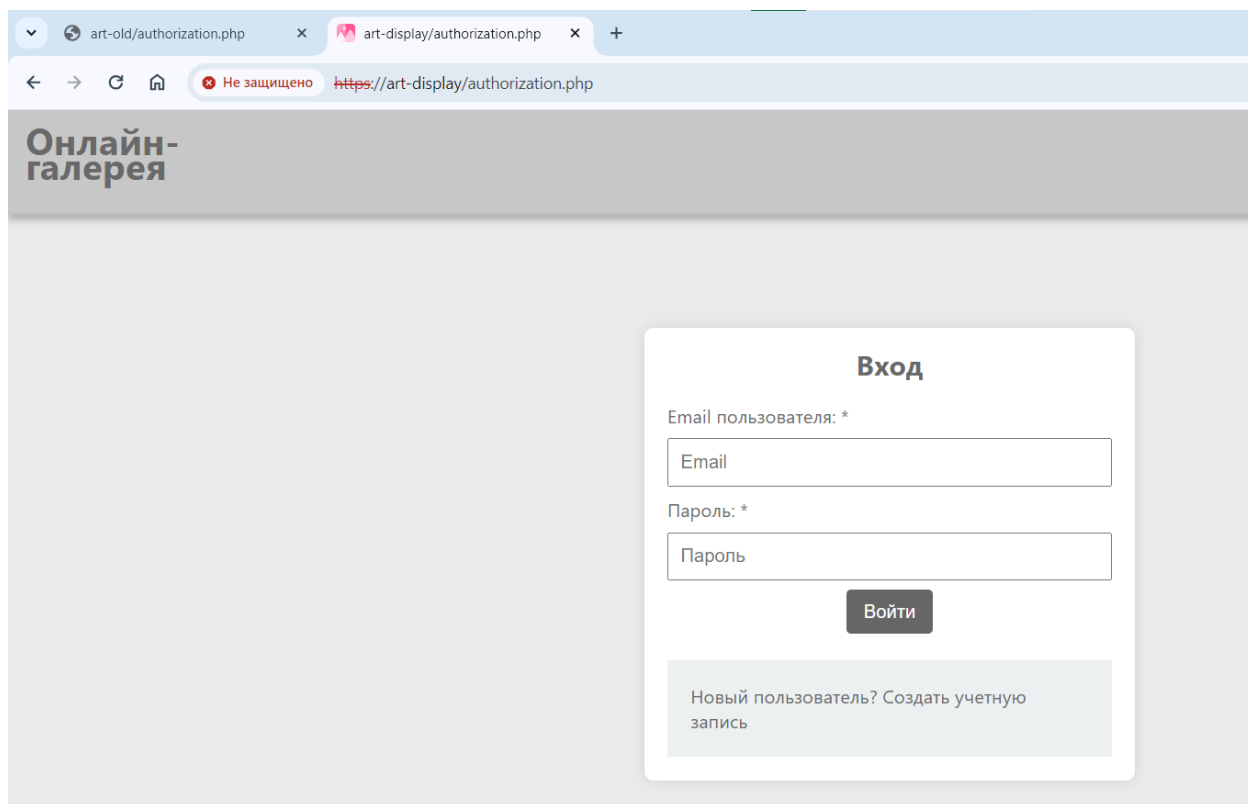 art-old/authorization.php
art-display/authorization.php
Не защищено
https://art-display/authorization.php
Онлайн-
галерея
Вход
Email пользователя: *
Email
Пароль: *
Пароль
Войти
Новый пользователь? Создать учетную
запись